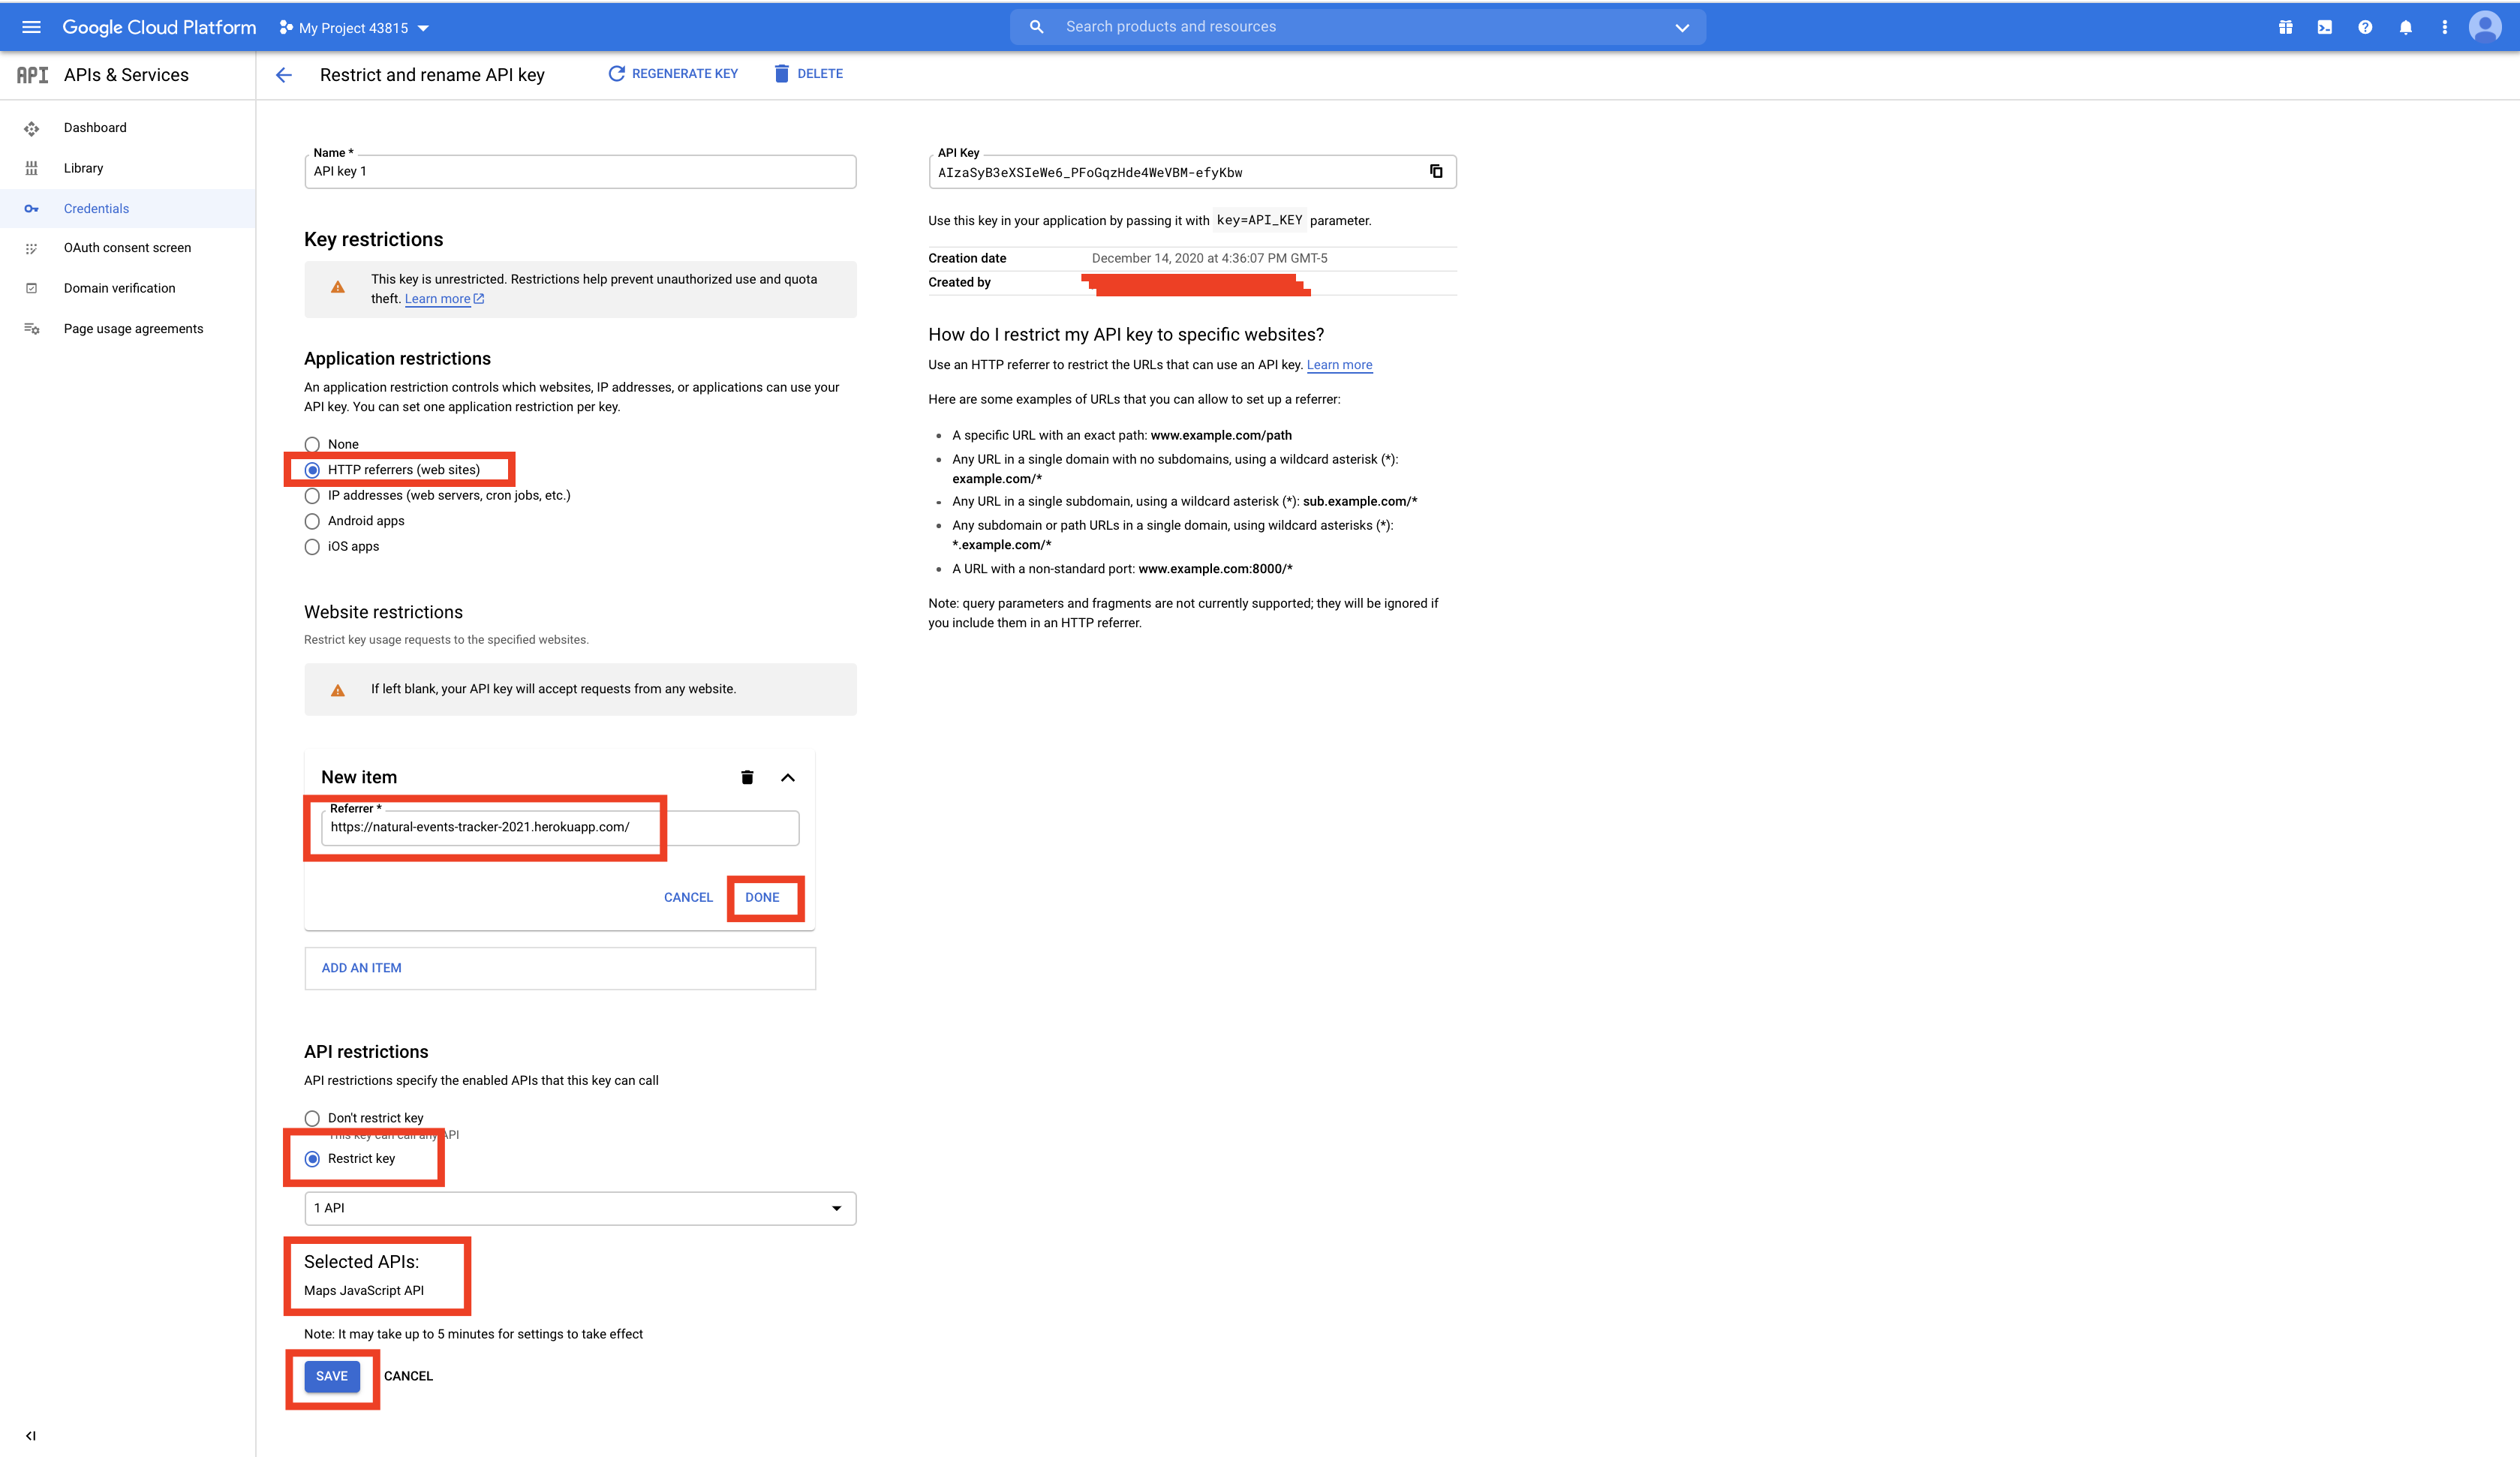 Google Cloud Platform
My Project 43815
Search products and resources
API
APIs & Services
Restrict and rename API key
REGENERATE KEY
DELETE
Dashboard
Library
Credentials
OAuth consent screen
Domain verification
Page usage agreements
Name *
API key 1
Key restrictions
This key is unrestricted. Restrictions help prevent unauthorized use and quota
theft. Learn more
Application restrictions
An application restriction controls which websites, IP addresses, or applications can use your
API key. You can set one application restriction per key.
None
HTTP referrers (web sites)
IP addresses (web servers, cron jobs, etc.)
Android apps
iOS apps
Website restrictions
Restrict key usage requests to the specified websites.
If left blank, your API key will accept requests from any website.
New item
Referrer *
https://natural-events-tracker-2021.herokuapp.com/
CANCEL
DONE
ADD AN ITEM
API restrictions
API restrictions specify the enabled APIs that this key can call
Don't restrict key
This key can call any API
Restrict key
1 API
Selected APIs:
Maps JavaScript API
Note: It may take up to 5 minutes for settings to take effect
SAVE
CANCEL
API Key
AIzaSyB3eXSIeWe6_PFoGqzHde4WeVBM-efyKbw
Use this key in your application by passing it with key=API_KEY parameter.
Creation date
December 14, 2020 at 4:36:07 PM GMT-5
Created by
How do I restrict my API key to specific websites?
Use an HTTP referrer to restrict the URLs that can use an API key. Learn more
Here are some examples of URLs that you can allow to set up a referrer:
A specific URL with an exact path: www.example.com/path
Any URL in a single domain with no subdomains, using a wildcard asterisk (*):
example.com/*
Any URL in a single subdomain, using a wildcard asterisk (*): sub.example.com/*
Any subdomain or path URLs in a single domain, using wildcard asterisks (*):
*.example.com/*
A URL with a non-standard port: www.example.com:8000/*
Note: query parameters and fragments are not currently supported; they will be ignored if
you include them in an HTTP referrer.